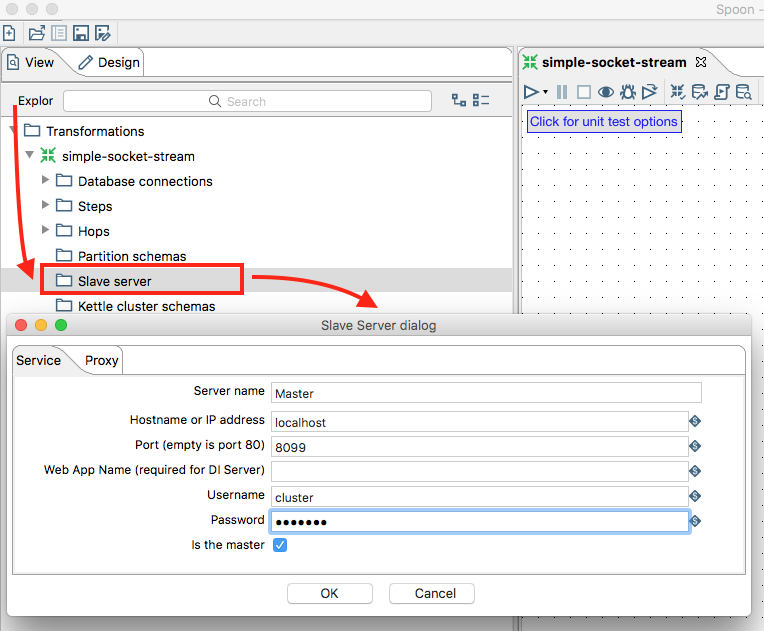 Spoon -
View
Design
simple-socket-stream
Explor
Search
Click for unit test options
Transformations
simple-socket-stream
Database connections
Steps
Hops
Partition schemas
Slave server
Kettle cluster schemas
Slave Server dialog
Service
Proxy
Server name
Master
Hostname or IP address
localhost
Port (empty is port 80)
8099
Web App Name (required for DI Server)
Username
cluster
Password
●●●●●●●
Is the master
OK
Cancel